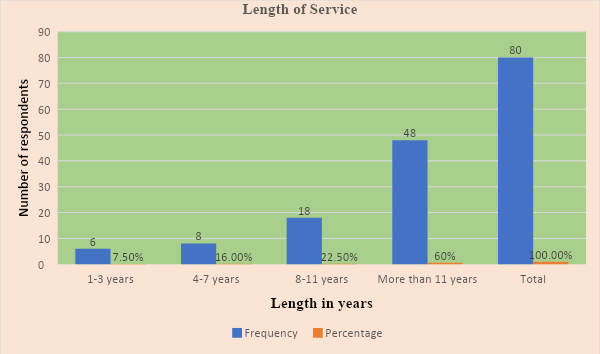 Length of Service
90
80
70
60
50
40
30
20
10
0
Number of respondents
6
7.50%
8
16.00%
18
22.50%
48
60%
80
100.00%
1-3 years
4-7 years
8-11 years
More than 11 years
Total
Length in years
Frequency
Percentage